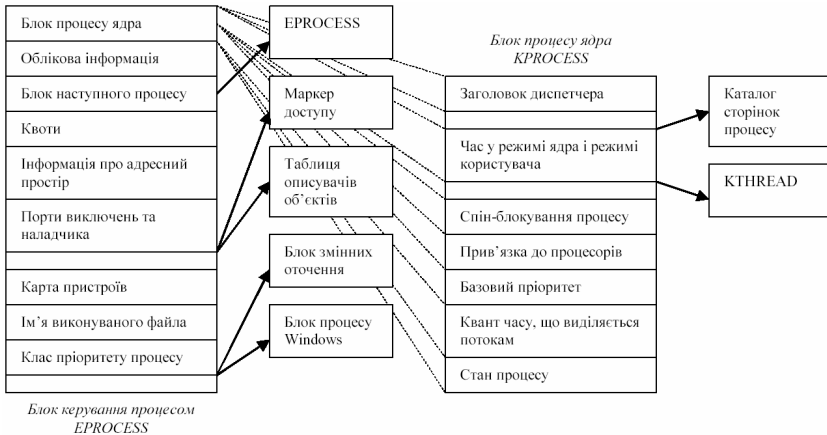 Блок процесу ядра
Облікова інформація
Блок наступного процесу
Квоти
Інформація про адресний
простір
Порти виключень та
наладчика
Карта пристроїв
Ім’я виконуваного файла
Клас пріоритету процесу
Блок керування процесом
EPROCESS
EPROCESS
Маркер
доступу
Таблиця
описувачів
об’єктів
Блок змінних
оточення
Блок процесу
Windows
Блок процесу ядра
KPROCESS
Заголовок диспетчера
Час у режимі ядра і режимі
користувача
Спін-блокування процесу
Прив’язка до процесорів
Базовий пріоритет
Квант часу, що виділяється
потокам
Стан процесу
Каталог
сторінок
процесу
KTHREAD